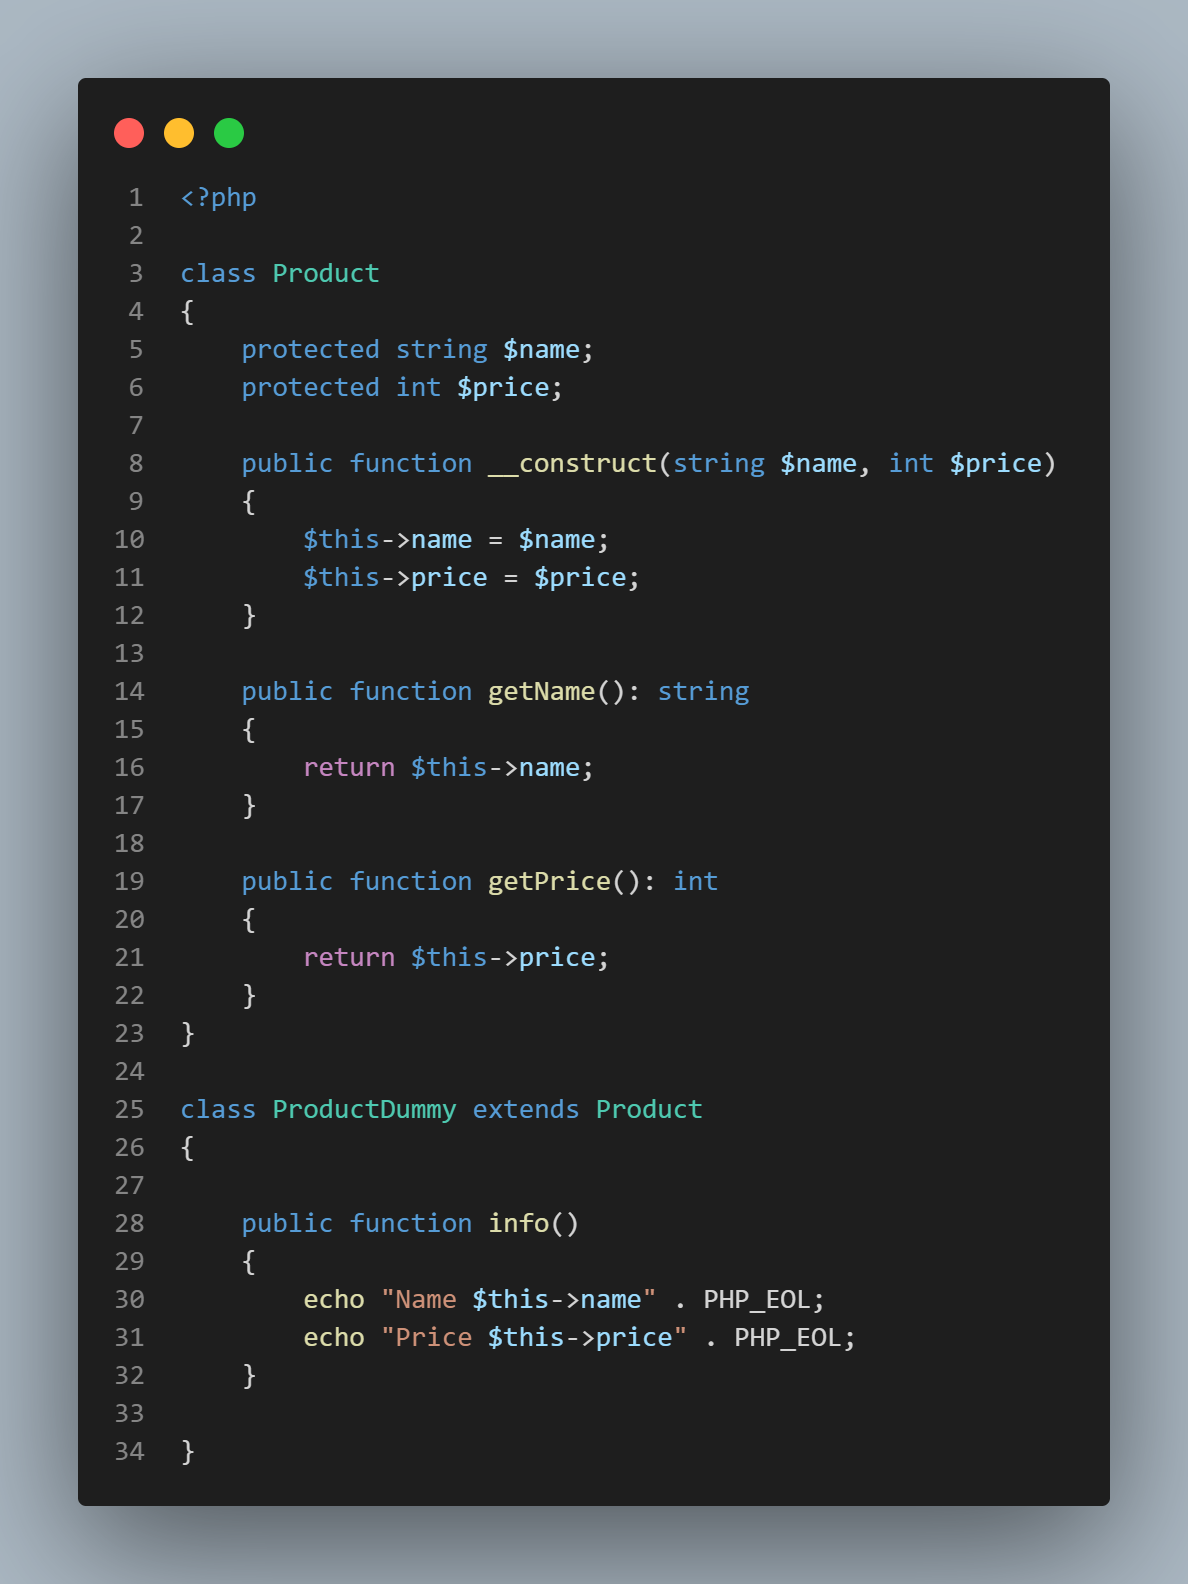 1 <?php
2
3 class Product
4 {
5     protected string $name;
6     protected int $price;
7
8     public function __construct(string $name, int $price)
9     {
10         $this->name = $name;
11         $this->price = $price;
12     }
13
14     public function getName(): string
15     {
16         return $this->name;
17     }
18
19     public function getPrice(): int
20     {
21         return $this->price;
22     }
23 }
24
25 class ProductDummy extends Product
26 {
27
28     public function info()
29     {
30         echo "Name $this->name" . PHP_EOL;
31         echo "Price $this->price" . PHP_EOL;
32     }
33
34 }